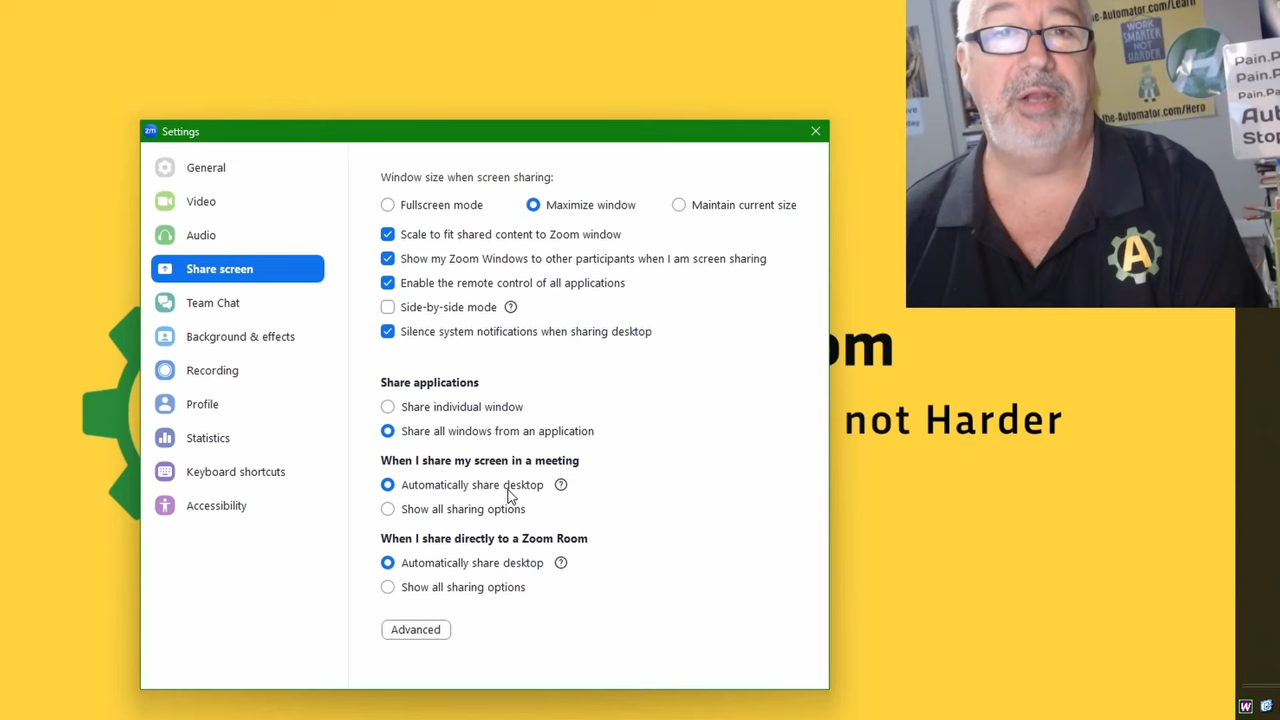 zm Settings
General
Video
Audio
Share screen
Team Chat
Background & effects
Recording
Profile
Statistics
Keyboard shortcuts
Accessibility
Window size when screen sharing:
Fullscreen mode Maximize window Maintain current size
Scale to fit shared content to Zoom window
Show my Zoom Windows to other participants when I am screen sharing
Enable the remote control of all applications
Side-by-side mode ?
Silence system notifications when sharing desktop
Share applications
Share individual window
Share all windows from an application
When I share my screen in a meeting
Automatically share desktop ?
Show all sharing options
When I share directly to a Zoom Room
Automatically share desktop ?
Show all sharing options
Advanced
om
not Harder
the-Automator.com/Learn
WORK
SMARTER
NOT
HARDER
the-Automator.com/Hero
Pain.P
Pain.P
Pain.Pa
Aut
Stop
A
W